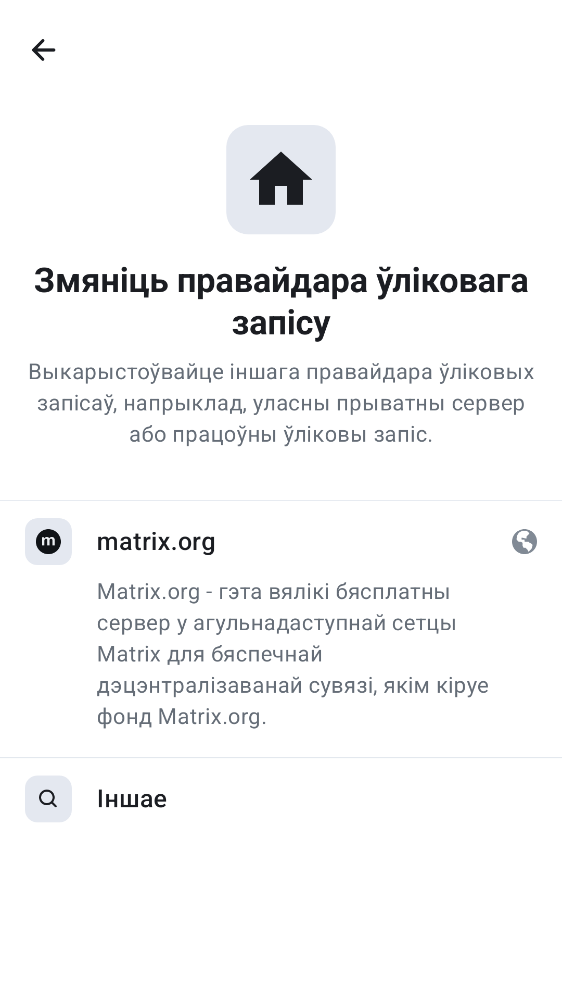 Змяніць правайдара ўліковага
запісу
Выкарыстоўвайце іншага правайдара ўліковых
запісаў, напрыклад, уласны прыватны сервер
або працоўны ўліковы запіс.
m
matrix.org
Matrix.org - гэта вялікі бясплатны
сервер у агульнадаступнай сетцы
Matrix для бяспечнай
дэцэнтралізаванай сувязі, якім кіруе
фонд Matrix.org.
Іншае